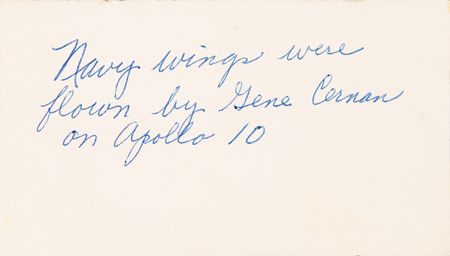 Navy wings were
flown by Gene Cernan
on Apollo 10